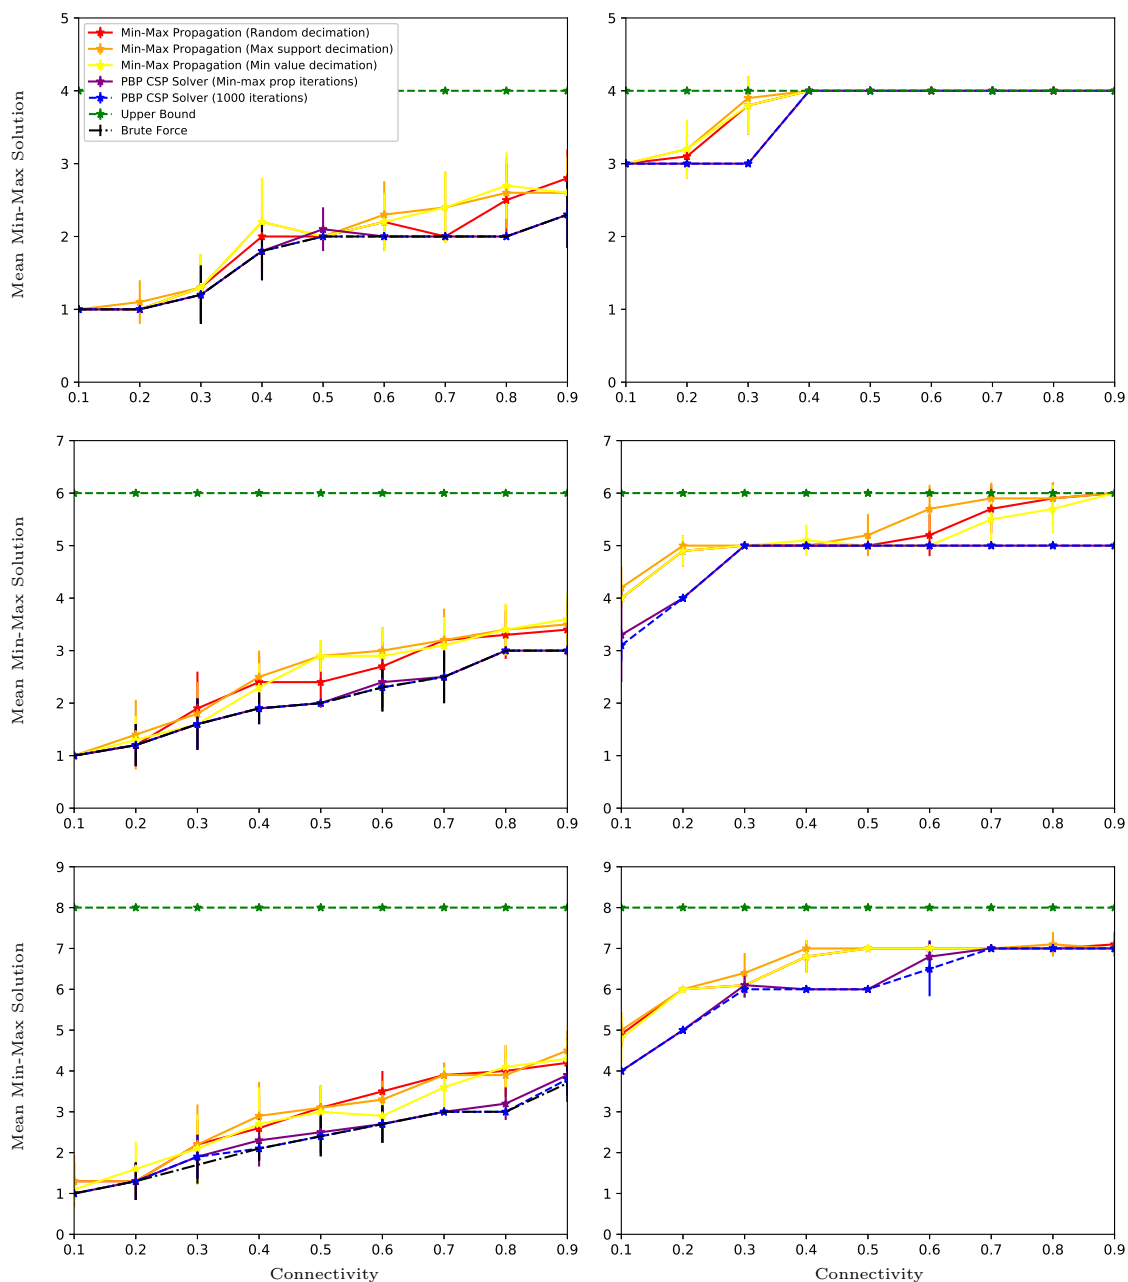 5
4
3
2
1
0
Mean Min-Max Solution
Min-Max Propagation (Random decimation)
Min-Max Propagation (Max support decimation)
Min-Max Propagation (Min value decimation)
PBP CSP Solver (Min-max prop iterations)
PBP CSP Solver (1000 iterations)
Upper Bound
Brute Force
0.1 0.2 0.3 0.4 0.5 0.6 0.7 0.8 0.9
5
4
3
2
1
0
0.1 0.2 0.3 0.4 0.5 0.6 0.7 0.8 0.9
7
6
5
4
3
2
1
0
Mean Min-Max Solution
0.1 0.2 0.3 0.4 0.5 0.6 0.7 0.8 0.9
7
6
5
4
3
2
1
0
0.1 0.2 0.3 0.4 0.5 0.6 0.7 0.8 0.9
9
8
7
6
5
4
3
2
1
0
Mean Min-Max Solution
0.1 0.2 0.3 0.4 0.5 0.6 0.7 0.8 0.9
Connectivity
9
8
7
6
5
4
3
2
1
0
0.1 0.2 0.3 0.4 0.5 0.6 0.7 0.8 0.9
Connectivity